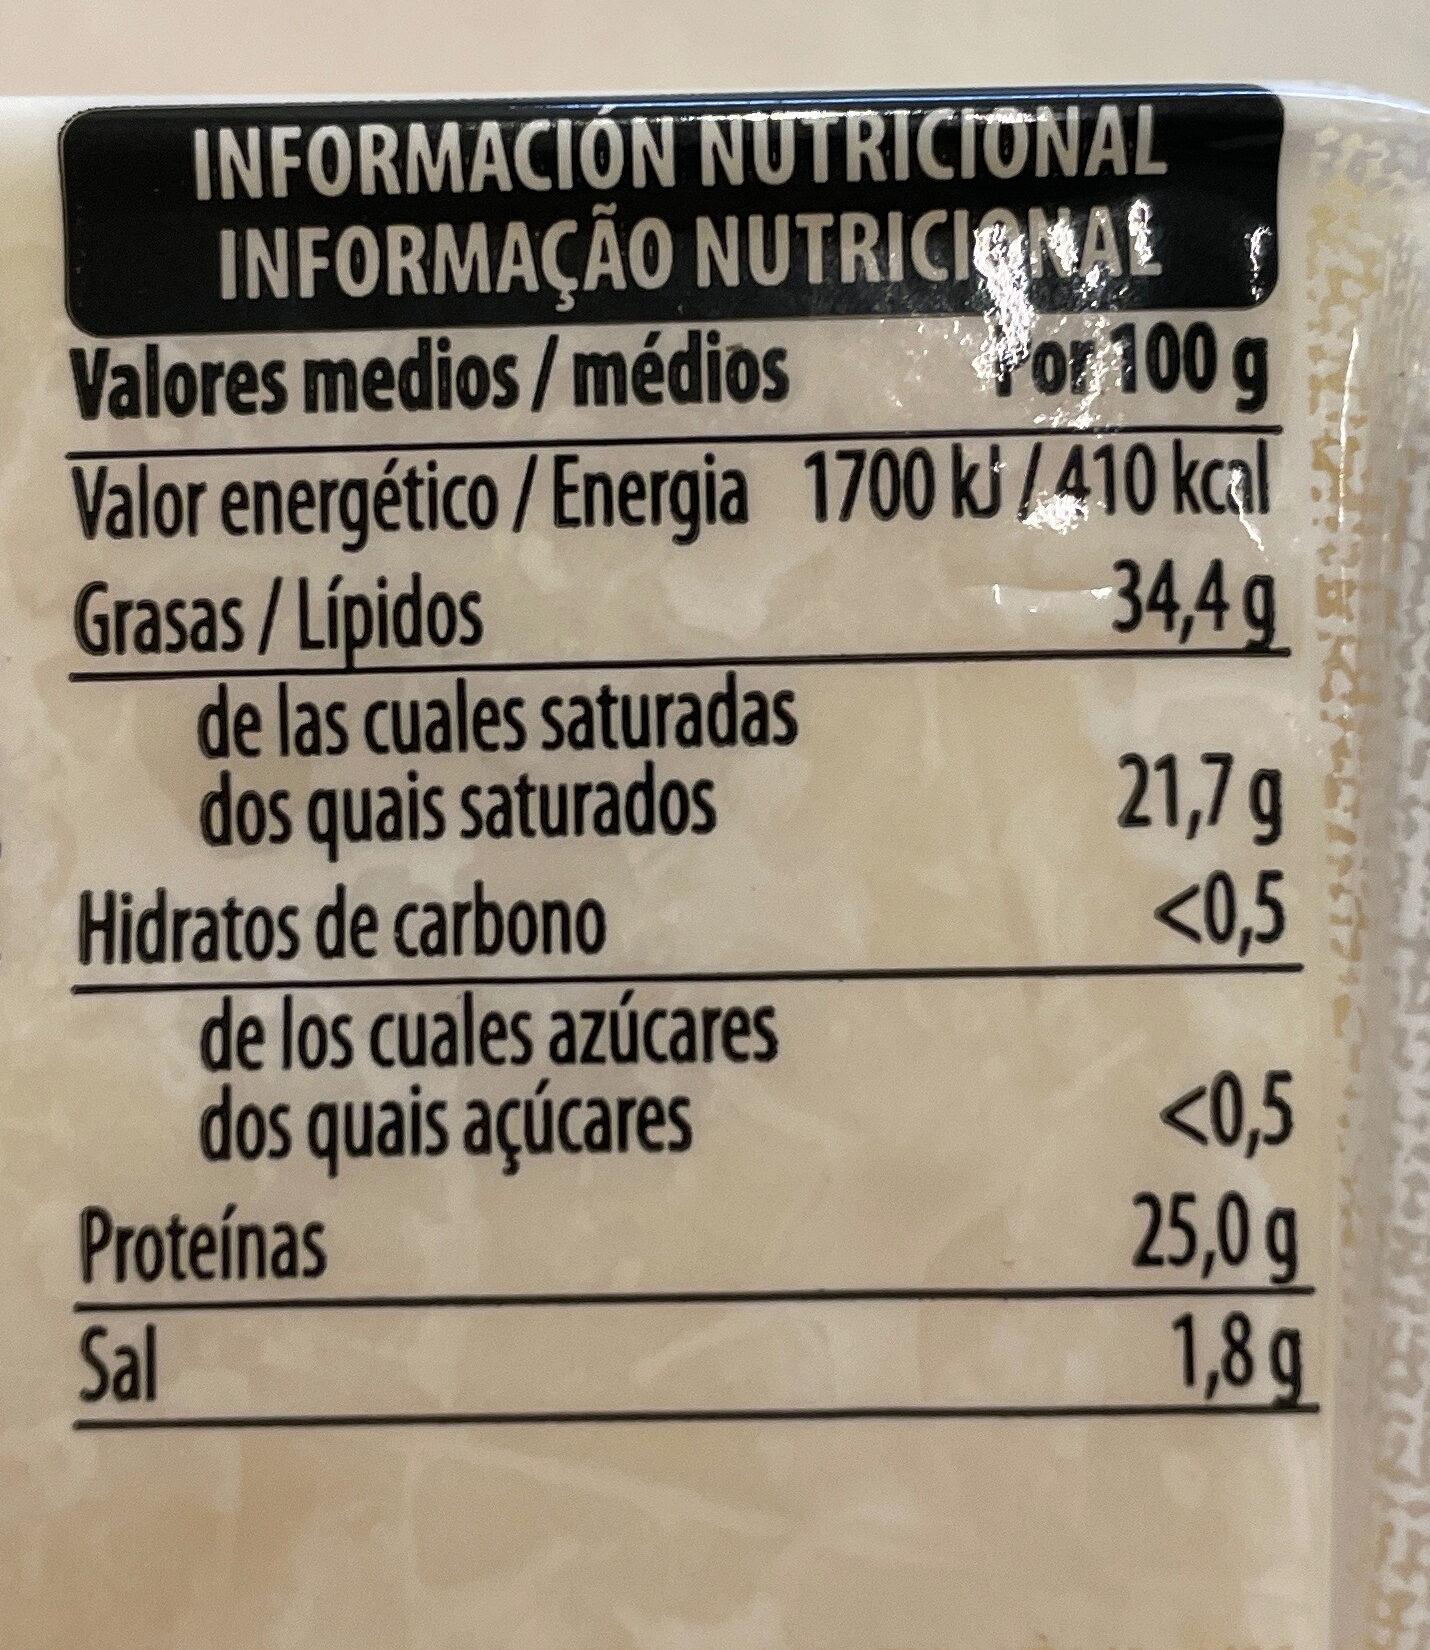 INFORMACIÓN NUTRICIONAL
INFORMAÇÃO NUTRICIONAL
Valores medios / médios Por 100 g
Valor energético / Energia 1700 kJ / 410 kcal
Grasas / Lípidos 34,4 g
de las cuales saturadas
dos quais saturados 21,7 g
Hidratos de carbono <0,5
de los cuales azúcares
dos quais açúcares <0,5
Proteínas 25,0 g
Sal 1,8 g